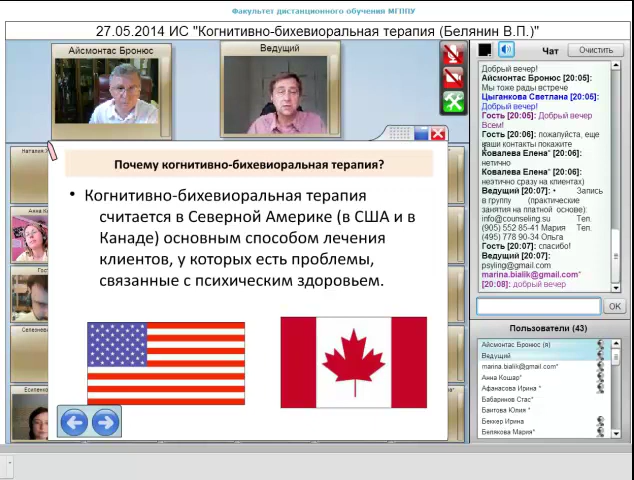 Факультет дистанционного обучения МГППУ
27.05.2014 ИС "Когнитивно-бихевиоральная терапия (Белянин В.П.)"
Айсмонтас Бронюс
Ведущий
Чат
Очистить
Почему когнитивно-бихевиоральная терапия?
• Когнитивно-бихевиоральная терапия
считается в Северной Америке (в США и в
Канаде) основным способом лечения
клиентов, у которых есть проблемы,
связанные с психическим здоровьем.
Добрый вечер!
Айсмонтас Бронюс [20:05]:
Мы тоже рады встрече
Цыганкова Светлана [20:05]:
Добрый вечер!
Гость [20:05]: Добрый вечер
Всем!
Гость [20:06]: пожалуйста, еще
ваши контакты покажите
Ковалева Елена* [20:06]:
нетично
Ковалева Елена* [20:06]:
неэтично сразу на клиентах)
Ведущий [20:07]: • Запись
в группу (практические
занятия на платной основе):
info@counseling.su Тел.
(905) 552 85-41 Мария Тел.
(495) 778 90-34 Ольга
Гость [20:07]: спасибо!
Ведущий [20:07]:
psyling@gmail.com
marina.bialik@gmail.com*
[20:08]: добрый вечер
OK
Пользователи (43)
Айсмонтас Бронюс (я)
Ведущий
marina.bialik@gmail.com*
Анна Кошар*
Афанасова Ирина *
Бабаринов Стас*
Баитова Юлия *
Беккер Ирина
Белякова Мария*